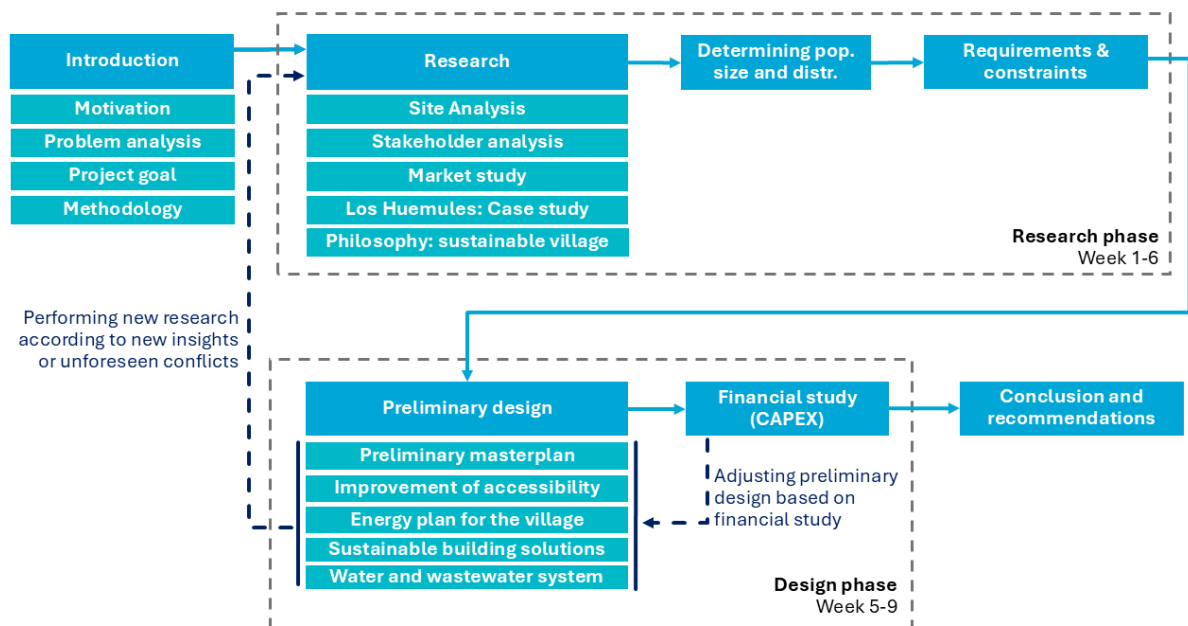 Introduction
Motivation
Problem analysis
Project goal
Methodology
Research
Site Analysis
Stakeholder analysis
Market study
Los Huemules: Case study
Philosophy: sustainable village
Determining pop.
size and distr.
Requirements &
constraints
Research phase
Week 1-6
Performing new research
according to new insights
or unforeseen conflicts
Preliminary design
Preliminary masterplan
Improvement of accessibility
Energy plan for the village
Sustainable building solutions
Water and wastewater system
Financial study
(CAPEX)
Adjusting preliminary
design based on
financial study
Conclusion and
recommendations
Design phase
Week 5-9